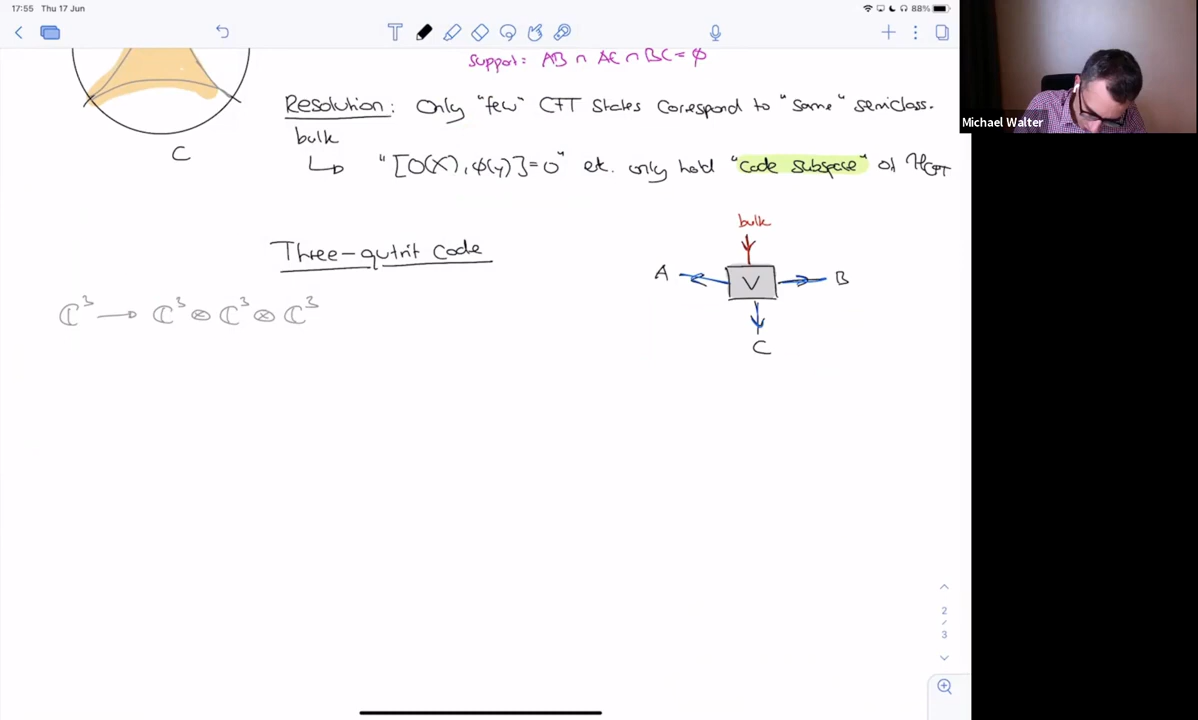 17:55 Thu 17 Jun
88%
support: AB ∩ AC ∩ BC = ∅
Resolution: Only "few" CFT states correspond to "same" semiclass.
bulk
↳ "[O(X), φ(y)]=0" etc. only hold "code subspace" of H_CFT
C
bulk
Three-qutrit code
A V B
C
ℂ³ → ℂ³ ⊗ ℂ³ ⊗ ℂ³
Michael Walter
2
/
3